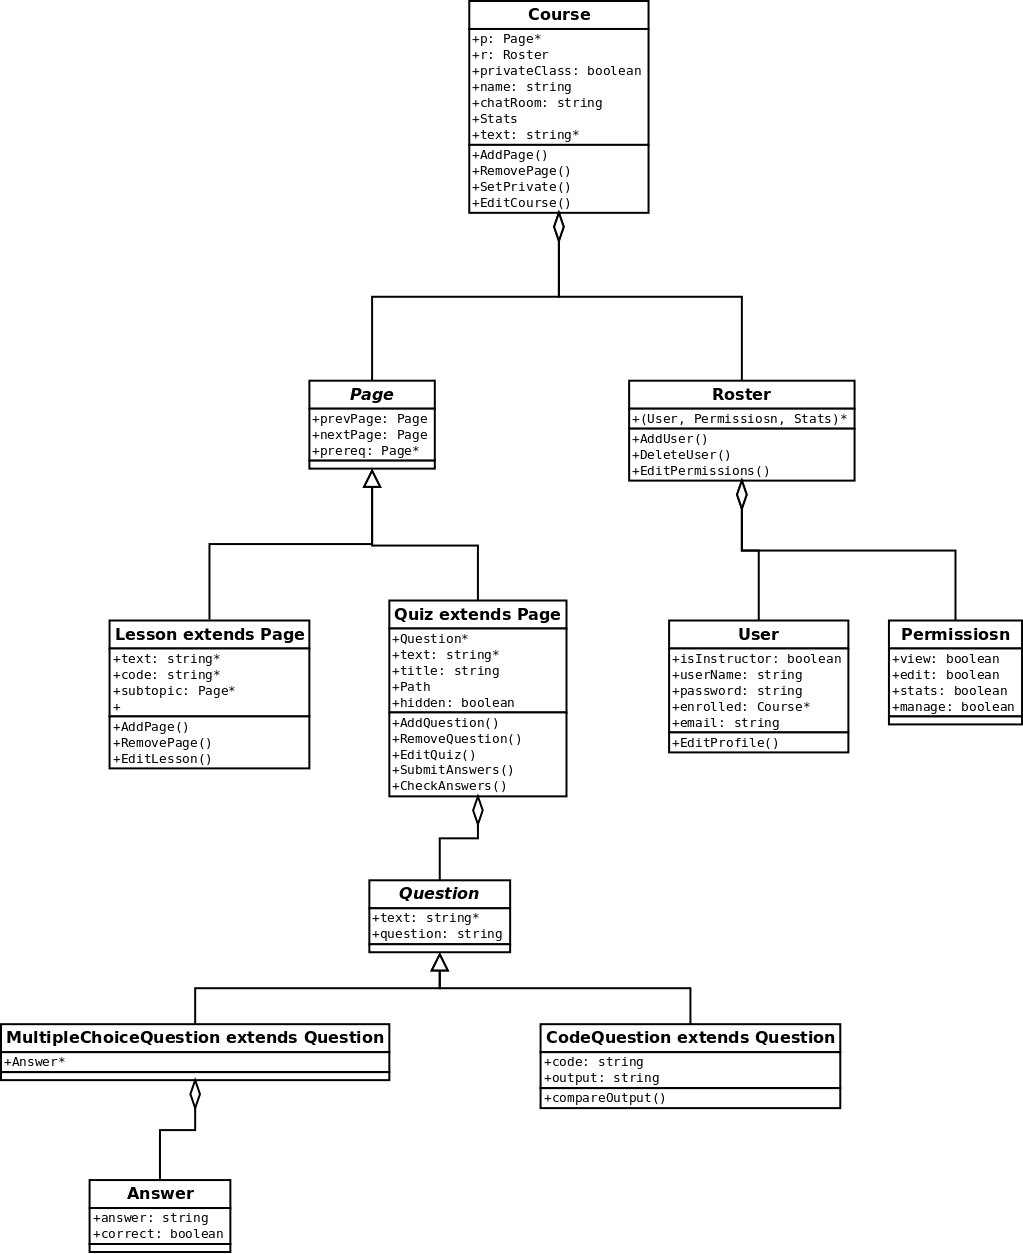 Course
+p: Page*
+r: Roster
+privateClass: boolean
+name: string
+chatRoom: string
+Stats
+text: string*
+AddPage()
+RemovePage()
+SetPrivate()
+EditCourse()
Page
+prevPage: Page
+nextPage: Page
+prereq: Page*
Roster
+(User, Permissiosn, Stats)*
+AddUser()
+DeleteUser()
+EditPermissions()
Lesson extends Page
+text: string*
+code: string*
+subtopic: Page*
+
+AddPage()
+RemovePage()
+EditLesson()
Quiz extends Page
+Question*
+text: string*
+title: string
+Path
+hidden: boolean
+AddQuestion()
+RemoveQuestion()
+EditQuiz()
+SubmitAnswers()
+CheckAnswers()
User
+isInstructor: boolean
+userName: string
+password: string
+enrolled: Course*
+email: string
+EditProfile()
Permissiosn
+view: boolean
+edit: boolean
+stats: boolean
+manage: boolean
Question
+text: string*
+question: string
MultipleChoiceQuestion extends Question
+Answer*
CodeQuestion extends Question
+code: string
+output: string
+compareOutput()
Answer
+answer: string
+correct: boolean